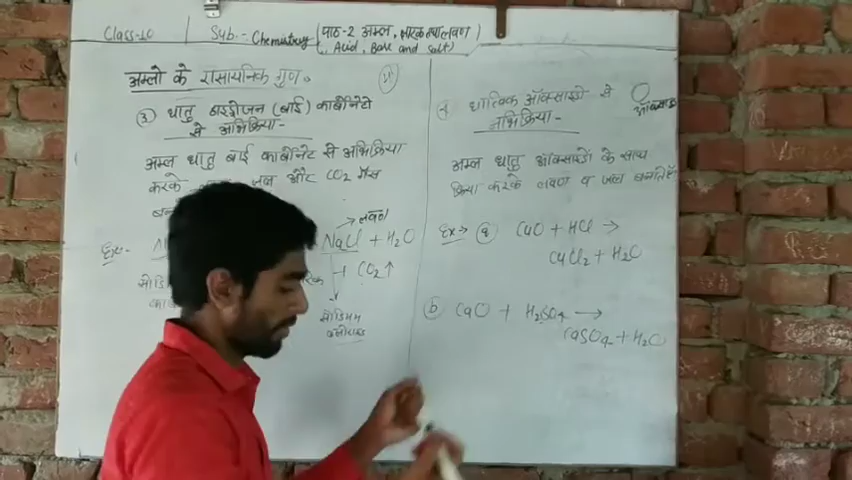 Class-10 Sub:- Chemistry (पाठ-2 अम्ल, क्षारक तथा लवण)
(Acid, Base and Salt)
अम्लो के रासायनिक गुण。
③ धातु हाइड्रोजन (बाई) कार्बोनेटो
से अभिक्रिया-
अम्ल धातु बाई कार्बोनेट से अभिक्रिया
करके जल और CO₂ गैस
Ex:-
→ लवण
NaCl + H₂O
+ CO₂↑
सोडियम
क्लोराइड
धात्विक ऑक्साइडो से
अभिक्रिया-
अम्ल धातु ऑक्साइडों के साथ
क्रिया करके लवण व जल बनाते हैं-
Ex→ ⓐ CuO + HCl →
CuCl₂ + H₂O
ⓑ CaO + H₂SO₄ →
CaSO₄ + H₂O